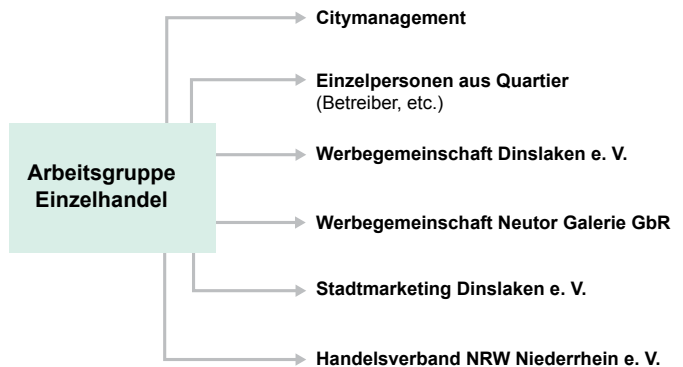 Citymanagement
Einzelpersonen aus Quartier
(Betreiber, etc.)
Arbeitsgruppe
Einzelhandel
Werbegemeinschaft Dinslaken e. V.
Werbegemeinschaft Neutor Galerie GbR
Stadtmarketing Dinslaken e. V.
Handelsverband NRW Niederrhein e. V.